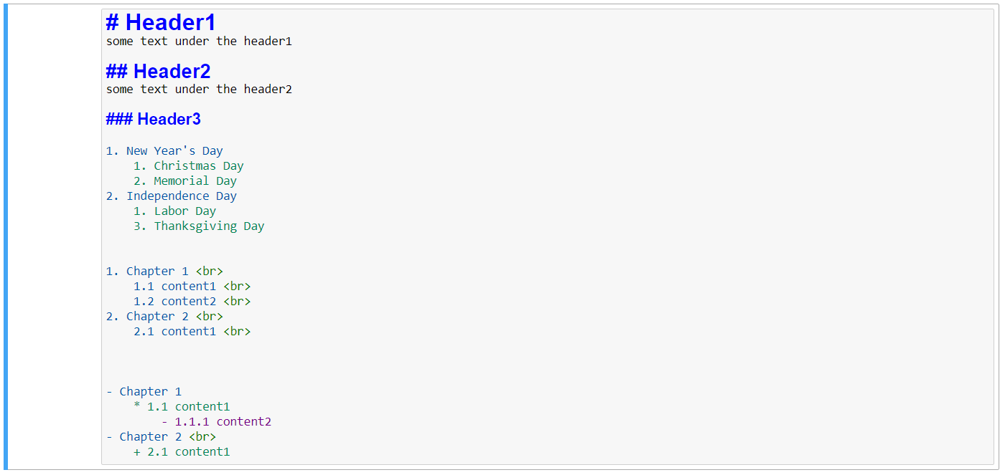 # Header1
some text under the header1
## Header2
some text under the header2
### Header3
1. New Year's Day
1. Christmas Day
2. Memorial Day
2. Independence Day
1. Labor Day
3. Thanksgiving Day
1. Chapter 1 <br>
1.1 content1 <br>
1.2 content2 <br>
2. Chapter 2 <br>
2.1 content1 <br>
- Chapter 1
* 1.1 content1
- 1.1.1 content2
- Chapter 2 <br>
+ 2.1 content1